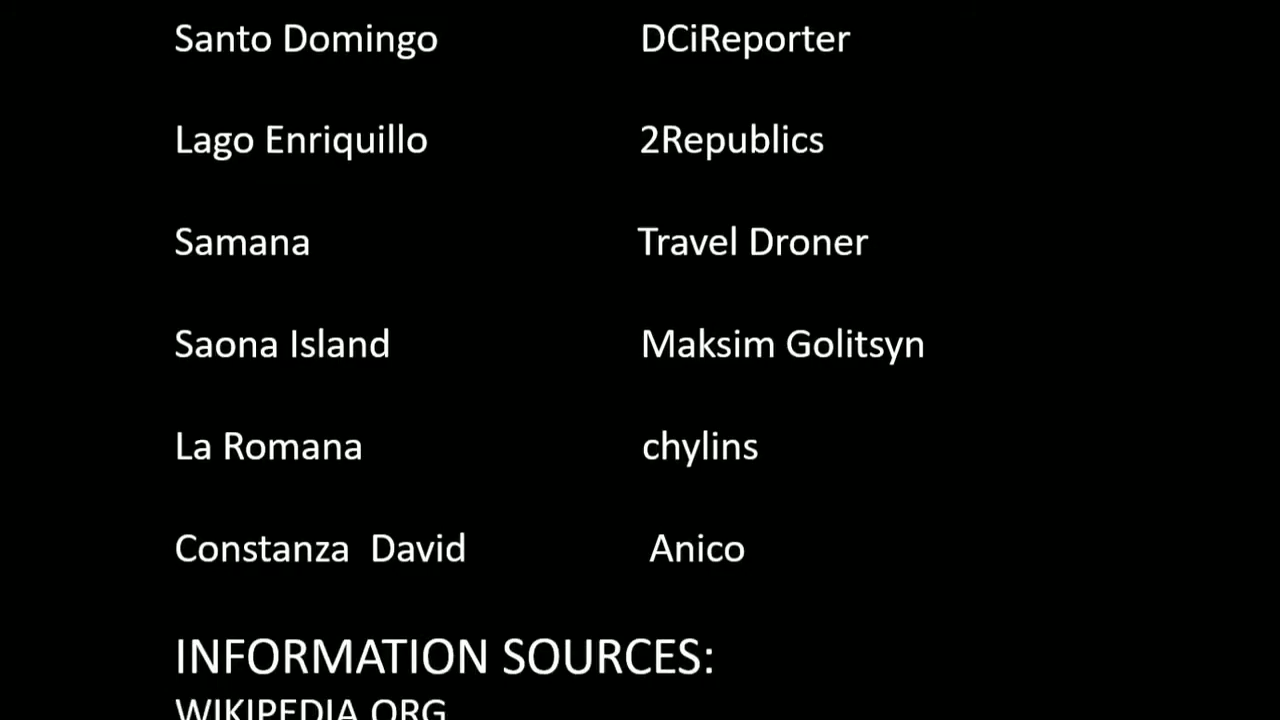 Santo Domingo DCiReporter
Lago Enriquillo 2Republics
Samana Travel Droner
Saona Island Maksim Golitsyn
La Romana chylins
Constanza David Anico
INFORMATION SOURCES:
WIKIPEDIA.ORG